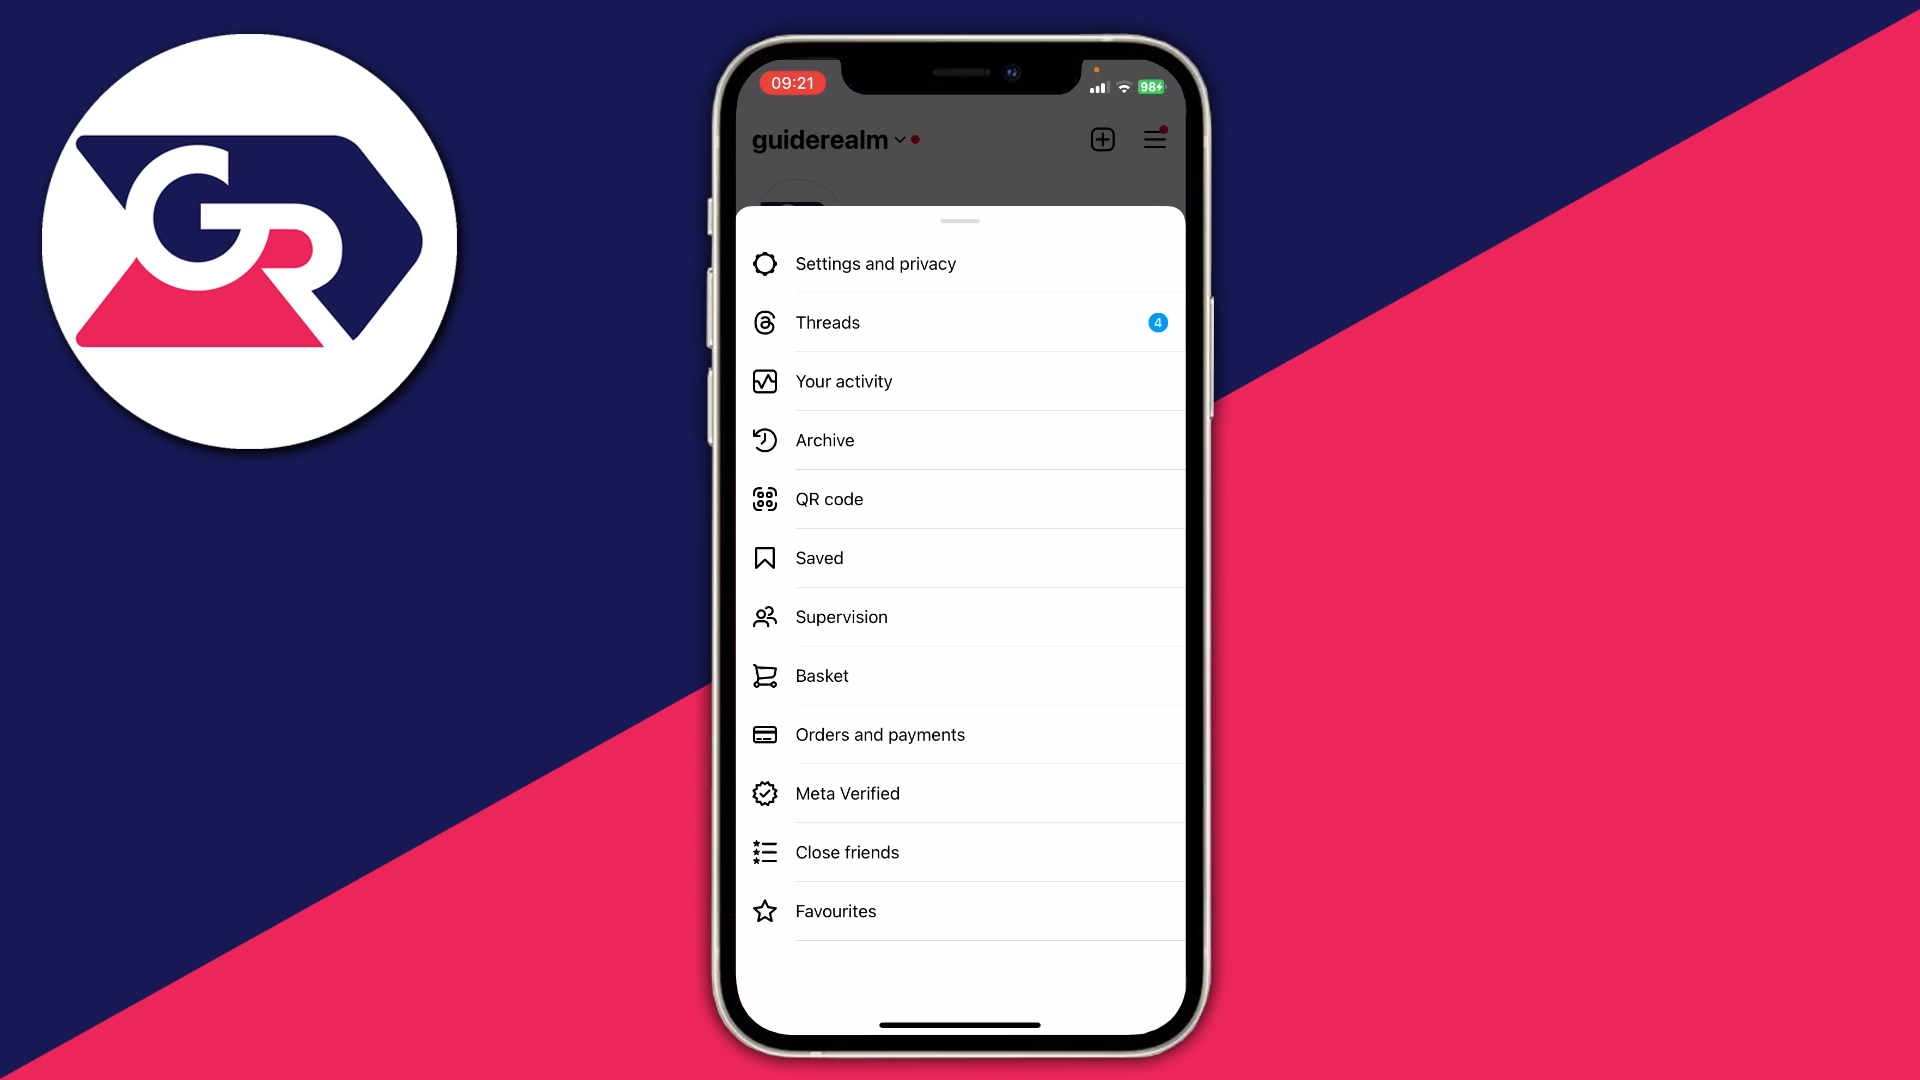 GR
09:21
98
guiderealm
Settings and privacy
Threads
4
Your activity
Archive
QR code
Saved
Supervision
Basket
Orders and payments
Meta Verified
Close friends
Favourites